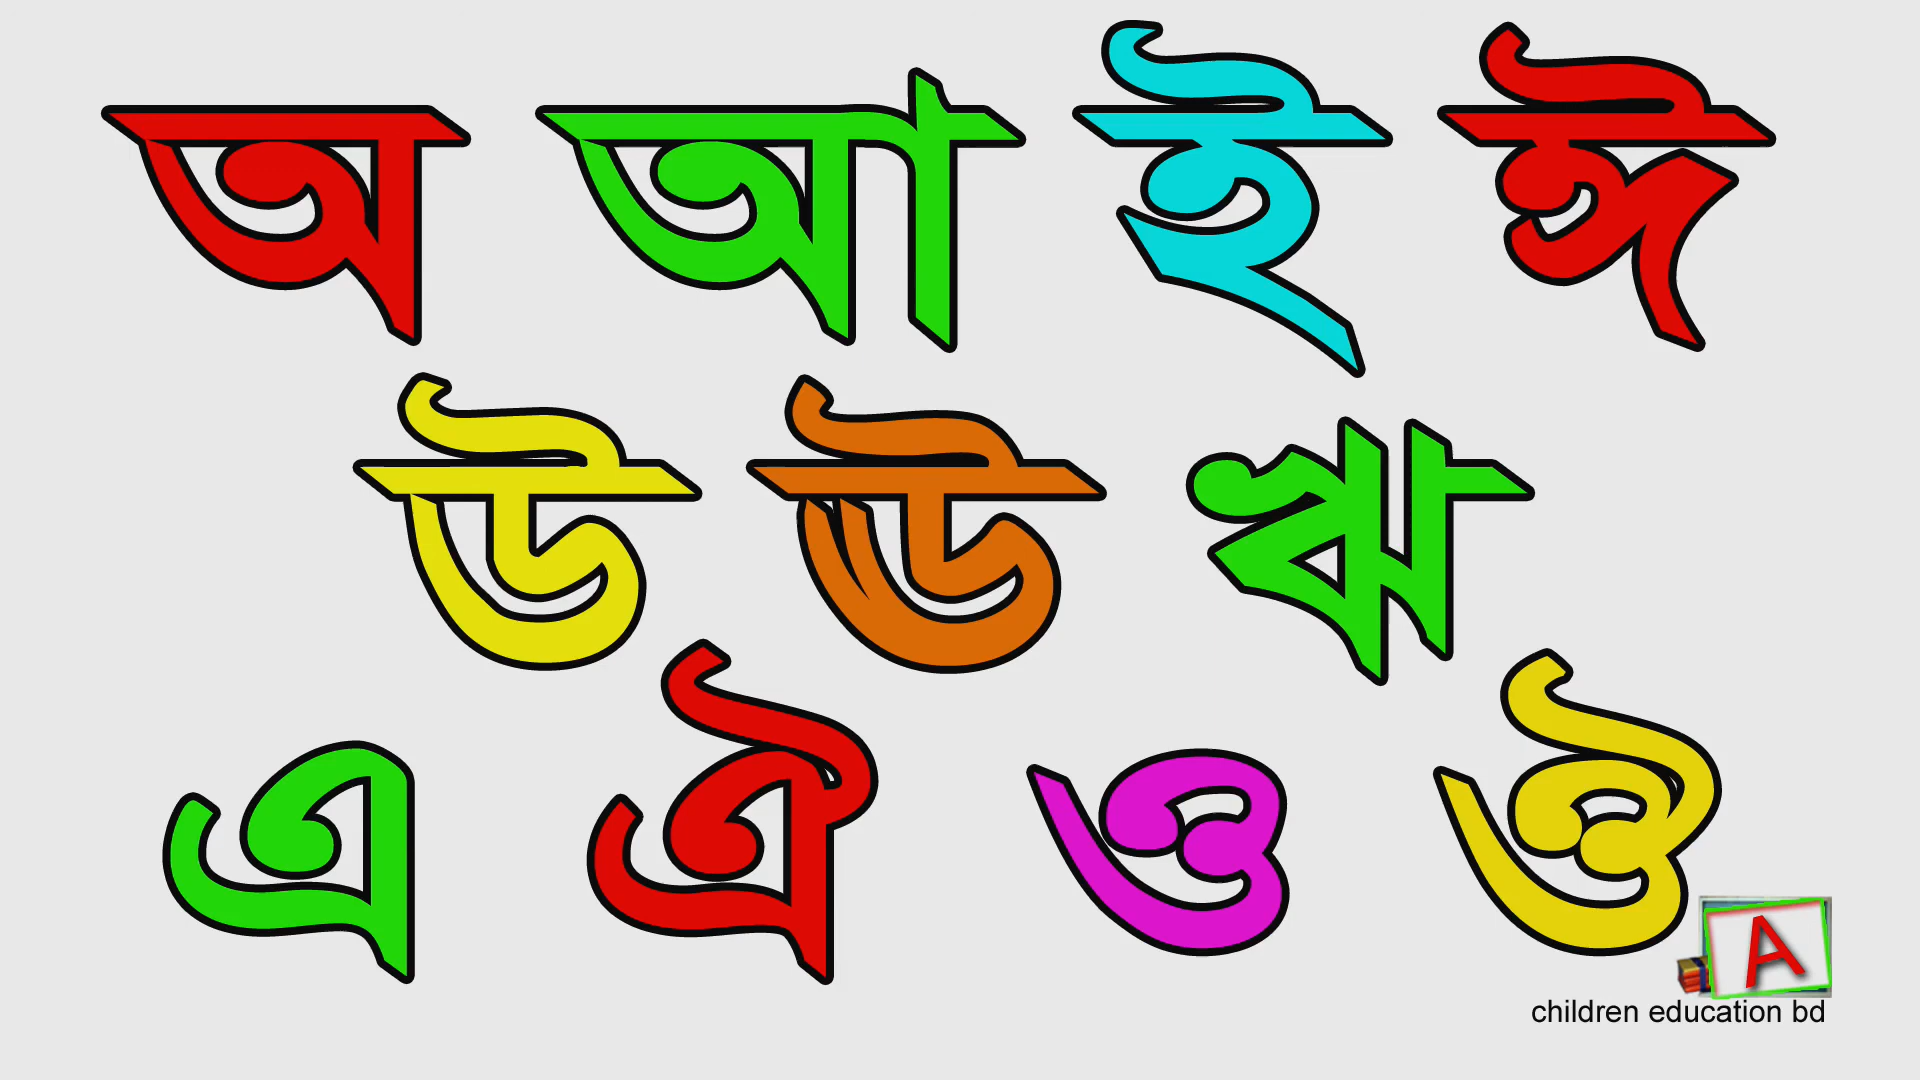 অ আ ই ঈ
উ ঊ ঋ
এ ঐ ও ঔ
A
children education bd